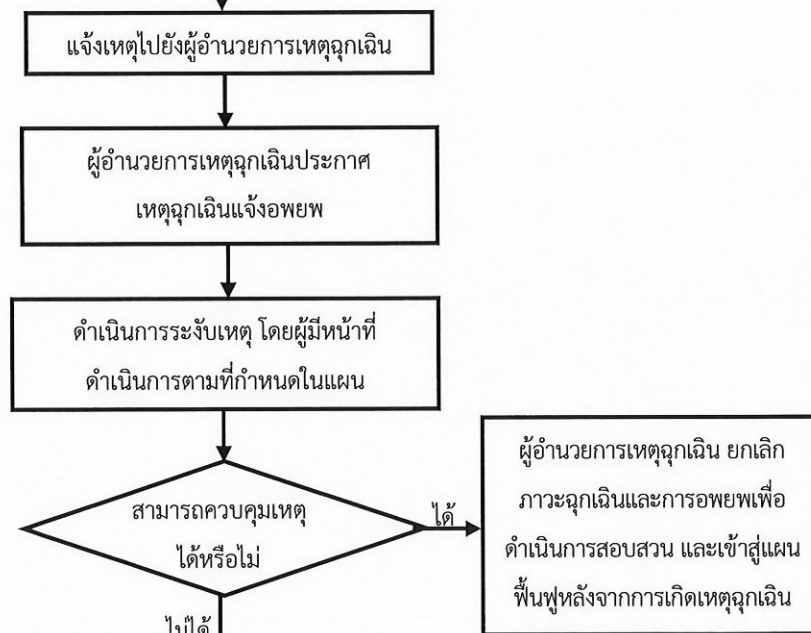 แจ้งเหตุไปยังผู้อำนวยการเหตุฉุกเฉิน
ผู้อำนวยการเหตุฉุกเฉินประกาศ
เหตุฉุกเฉินแจ้งอพยพ
ดำเนินการระงับเหตุ โดยผู้มีหน้าที่
ดำเนินการตามที่กำหนดในแผน
สามารถควบคุมเหตุ
ได้หรือไม่
ได้
ผู้อำนวยการเหตุฉุกเฉิน ยกเลิก
ภาวะฉุกเฉินและการอพยพเพื่อ
ดำเนินการสอบสวน และเข้าสู่แผน
ฟื้นฟูหลังจากการเกิดเหตุฉุกเฉิน
ไม่ได้